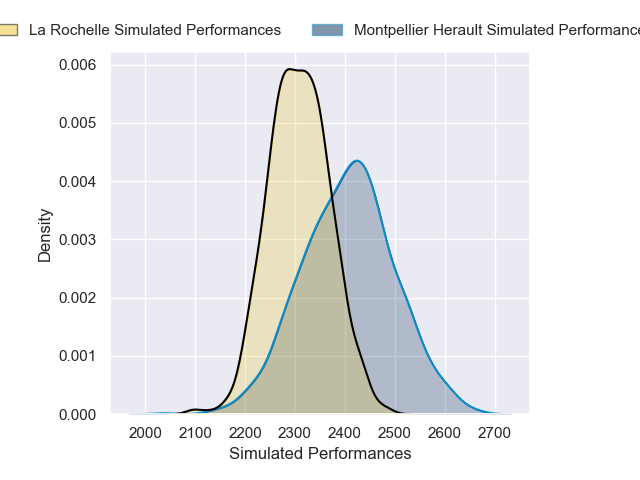 La Rochelle Simulated Performances
Montpellier Herault Simulated Performance
0.006
0.005
0.004
0.003
0.002
0.001
0.000
Density
2000 2100 2200 2300 2400 2500 2600 2700
Simulated Performances